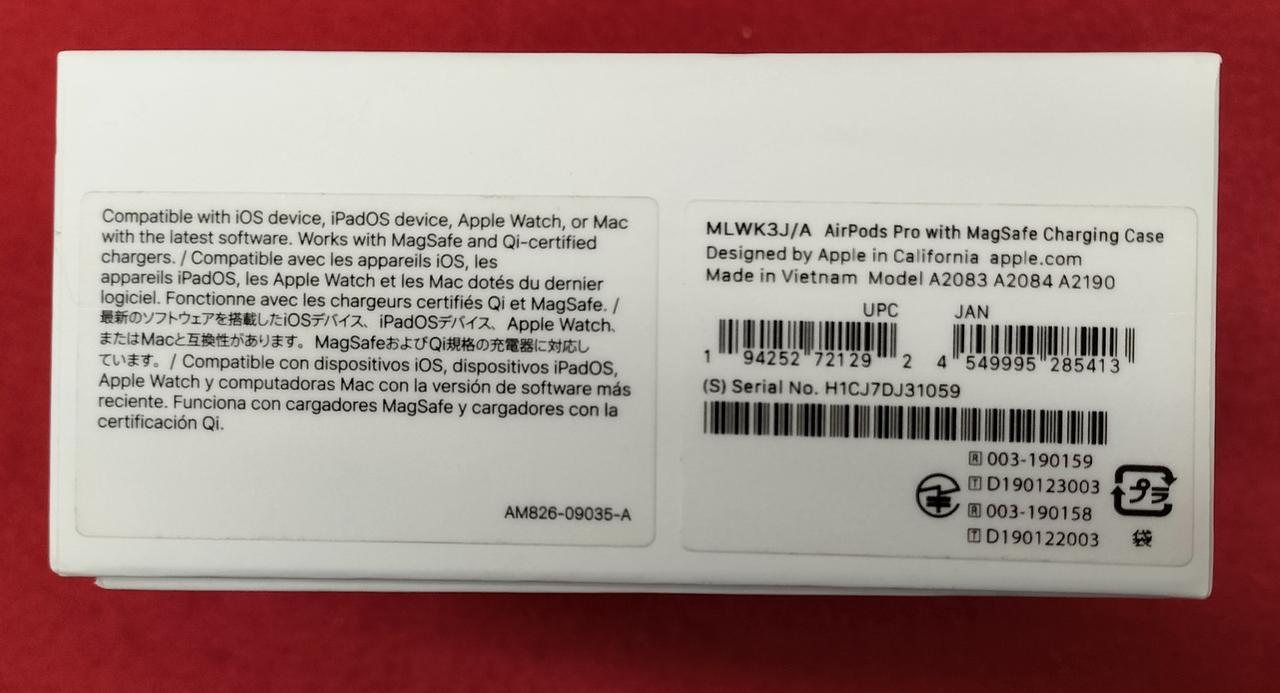 Compatible with iOS device, iPadOS device, Apple Watch, or Mac
with the latest software. Works with MagSafe and Qi-certified
chargers. / Compatible avec les appareils iOS, les
appareils iPadOS, les Apple Watch et les Mac dotés du dernier
logiciel. Fonctionne avec les chargeurs certifiés Qi et MagSafe. /
最新のソフトウェアを搭載したiOSデバイス、iPadOSデバイス、Apple Watch、
またはMacと互換性があります。MagSafeおよびQi規格の充電器に対応し
ています。/ Compatible con dispositivos iOS, dispositivos iPadOS,
Apple Watch y computadoras Mac con la versión de software más
reciente. Funciona con cargadores MagSafe y cargadores con la
certificación Qi.
AM826-09035-A
MLWK3J/A AirPods Pro with MagSafe Charging Case
Designed by Apple in California apple.com
Made in Vietnam Model A2083 A2084 A2190
UPC JAN
1 94252 72129 2 4 549995 285413
(S) Serial No. H1CJ7DJ31059
R 003-190159
T D190123003
R 003-190158
T D190122003
プラ
袋